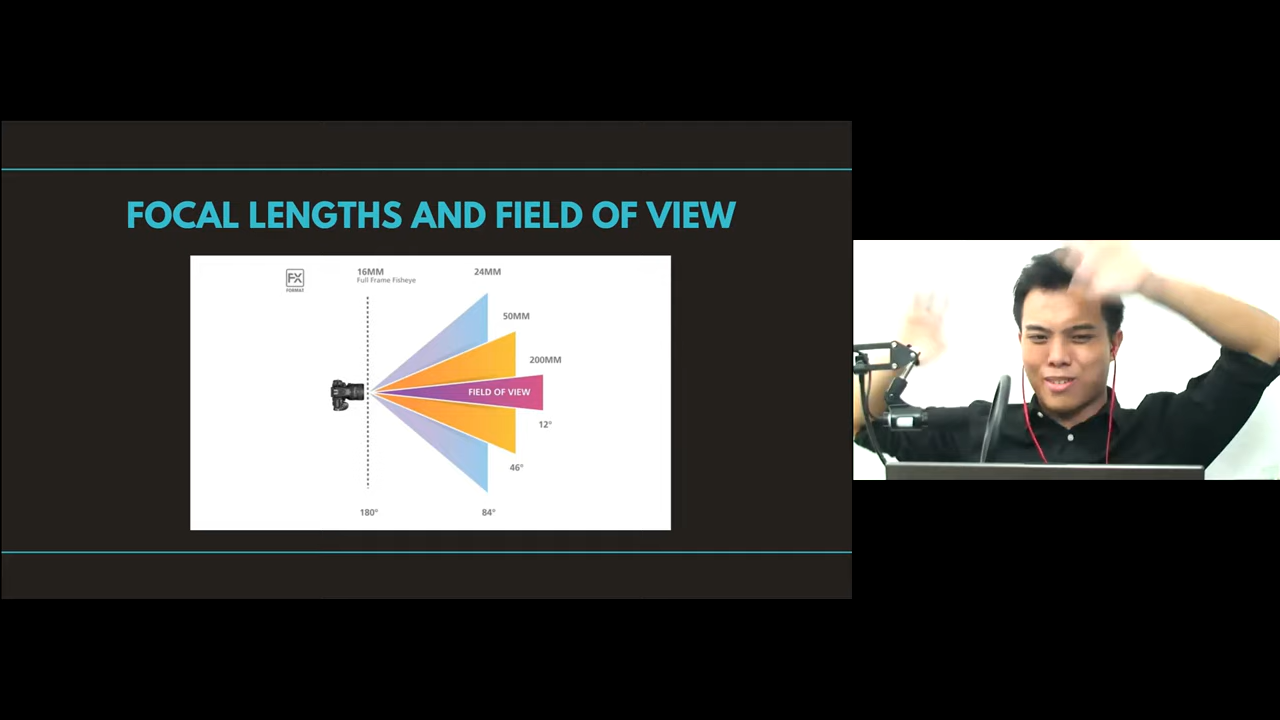 FOCAL LENGTHS AND FIELD OF VIEW
FX
FORMAT
16MM
Full Frame Fisheye
24MM
50MM
200MM
FIELD OF VIEW
12°
46°
180°
84°